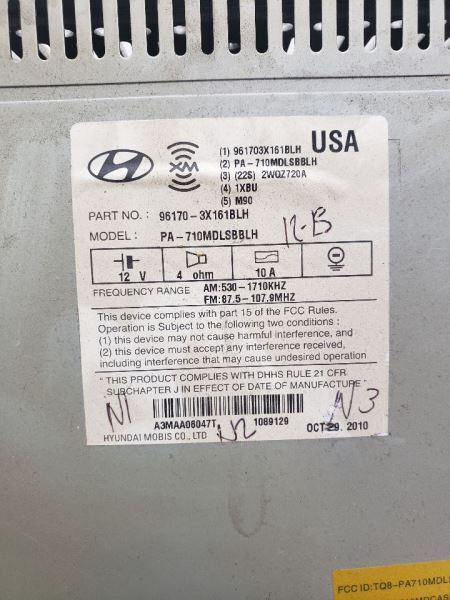 XM
(1) 961703X161BLH
(2) PA-710MDLSBBLH
(3) (22S) 2WQZ720A
(4) 1XBU
(5) M90
USA
PART NO.: 96170-3X161BLH
MODEL: PA-710MDLSBBLH
12-13
12 V
4 ohm
10 A
FREQUENCY RANGE AM:530-1710KHZ
FM:87.5-107.9MHZ
This device complies with part 15 of the FCC Rules.
Operation is Subject to the following two conditions :
(1) this device may not cause harmful interference, and
(2) this device must accept any interference received,
including interference that may cause undesired operation
* THIS PRODUCT COMPLIES WITH DHHS RULE 21 CFR
SUBCHAPTER J IN EFFECT OF DATE OF MANUFACTURE.
N1
N2
N3
A3MAA06047T
1089129
HYUNDAI MOBIS CO., LTD
OCT 29. 2010
FCC ID:TQ8-PA710MDLS